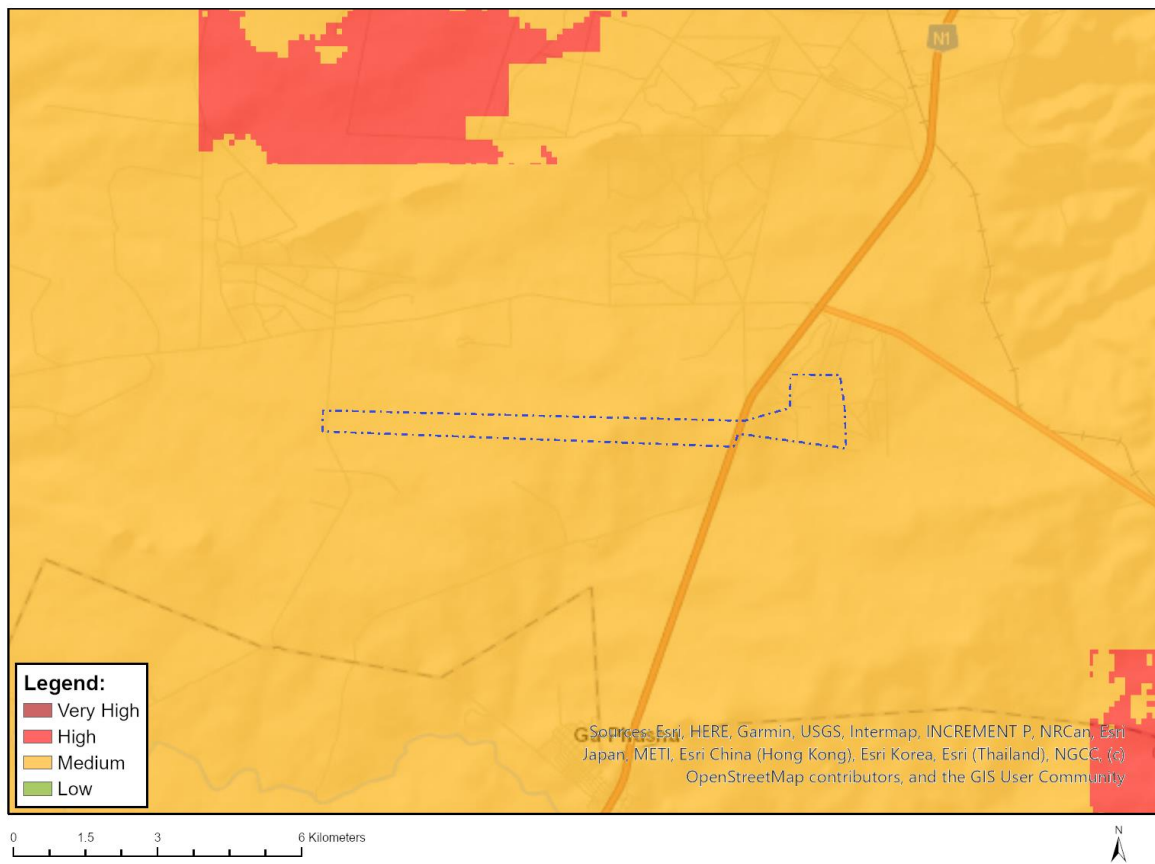 N1
Legend:
Very High
High
Medium
Low
Sources: Esri, HERE, Garmin, USGS, Intermap, INCREMENT P, NRCan, Esri
Japan, METI, Esri China (Hong Kong), Esri Korea, Esri (Thailand), NGCC, (c)
OpenStreetMap contributors, and the GIS User Community
0 1.5 3 6 Kilometers
N